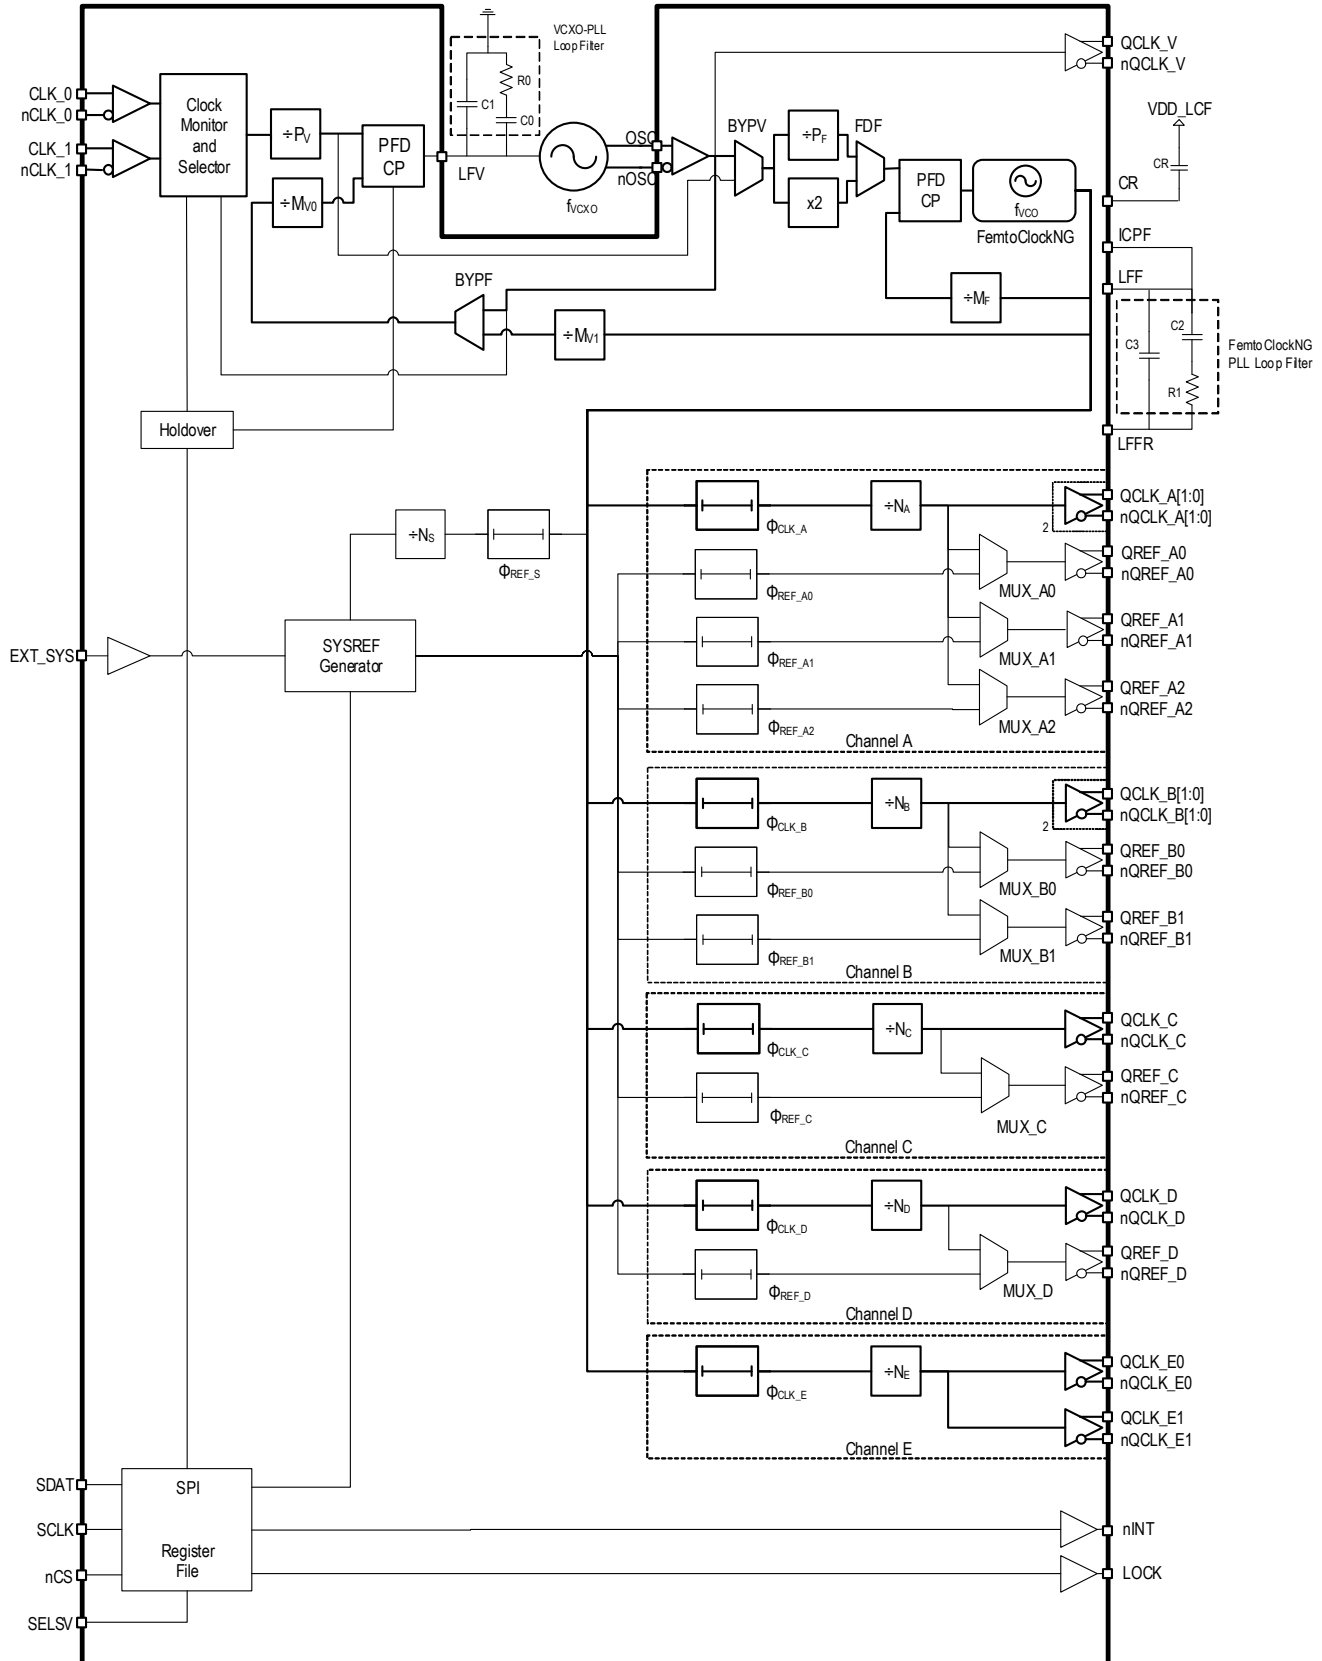 VCXO-PLL
Loop Filter
R0
C1
C0
QCLK_V
nQCLK_V
CLK_0
nCLK_0
CLK_1
nCLK_1
Clock
Monitor
and
Selector
÷PV
PFD
CP
÷MV0
LFV
fVCXO
OSC
nOSC
BYPV
÷PF
x2
FDF
PFD
CP
fVCO
FemtoClockNG
VDD_LCF
CR
CR
ICPF
LFF
÷MF
BYPF
÷MV1
C2
C3
R1
FemtoClockNG
PLL Loop Filter
LFFR
Holdover
÷NS
ΦREF_S
EXT_SYS
SYSREF
Generator
ΦCLK_A
÷NA
2
QCLK_A[1:0]
nQCLK_A[1:0]
ΦREF_A0
MUX_A0
QREF_A0
nQREF_A0
ΦREF_A1
MUX_A1
QREF_A1
nQREF_A1
ΦREF_A2
MUX_A2
QREF_A2
nQREF_A2
Channel A
ΦCLK_B
÷NB
2
QCLK_B[1:0]
nQCLK_B[1:0]
ΦREF_B0
MUX_B0
QREF_B0
nQREF_B0
ΦREF_B1
MUX_B1
QREF_B1
nQREF_B1
Channel B
ΦCLK_C
÷NC
QCLK_C
nQCLK_C
ΦREF_C
MUX_C
QREF_C
nQREF_C
Channel C
ΦCLK_D
÷ND
QCLK_D
nQCLK_D
ΦREF_D
MUX_D
QREF_D
nQREF_D
Channel D
ΦCLK_E
÷NE
QCLK_E0
nQCLK_E0
QCLK_E1
nQCLK_E1
Channel E
SDAT
SCLK
nCS
SELSV
SPI
Register
File
nINT
LOCK